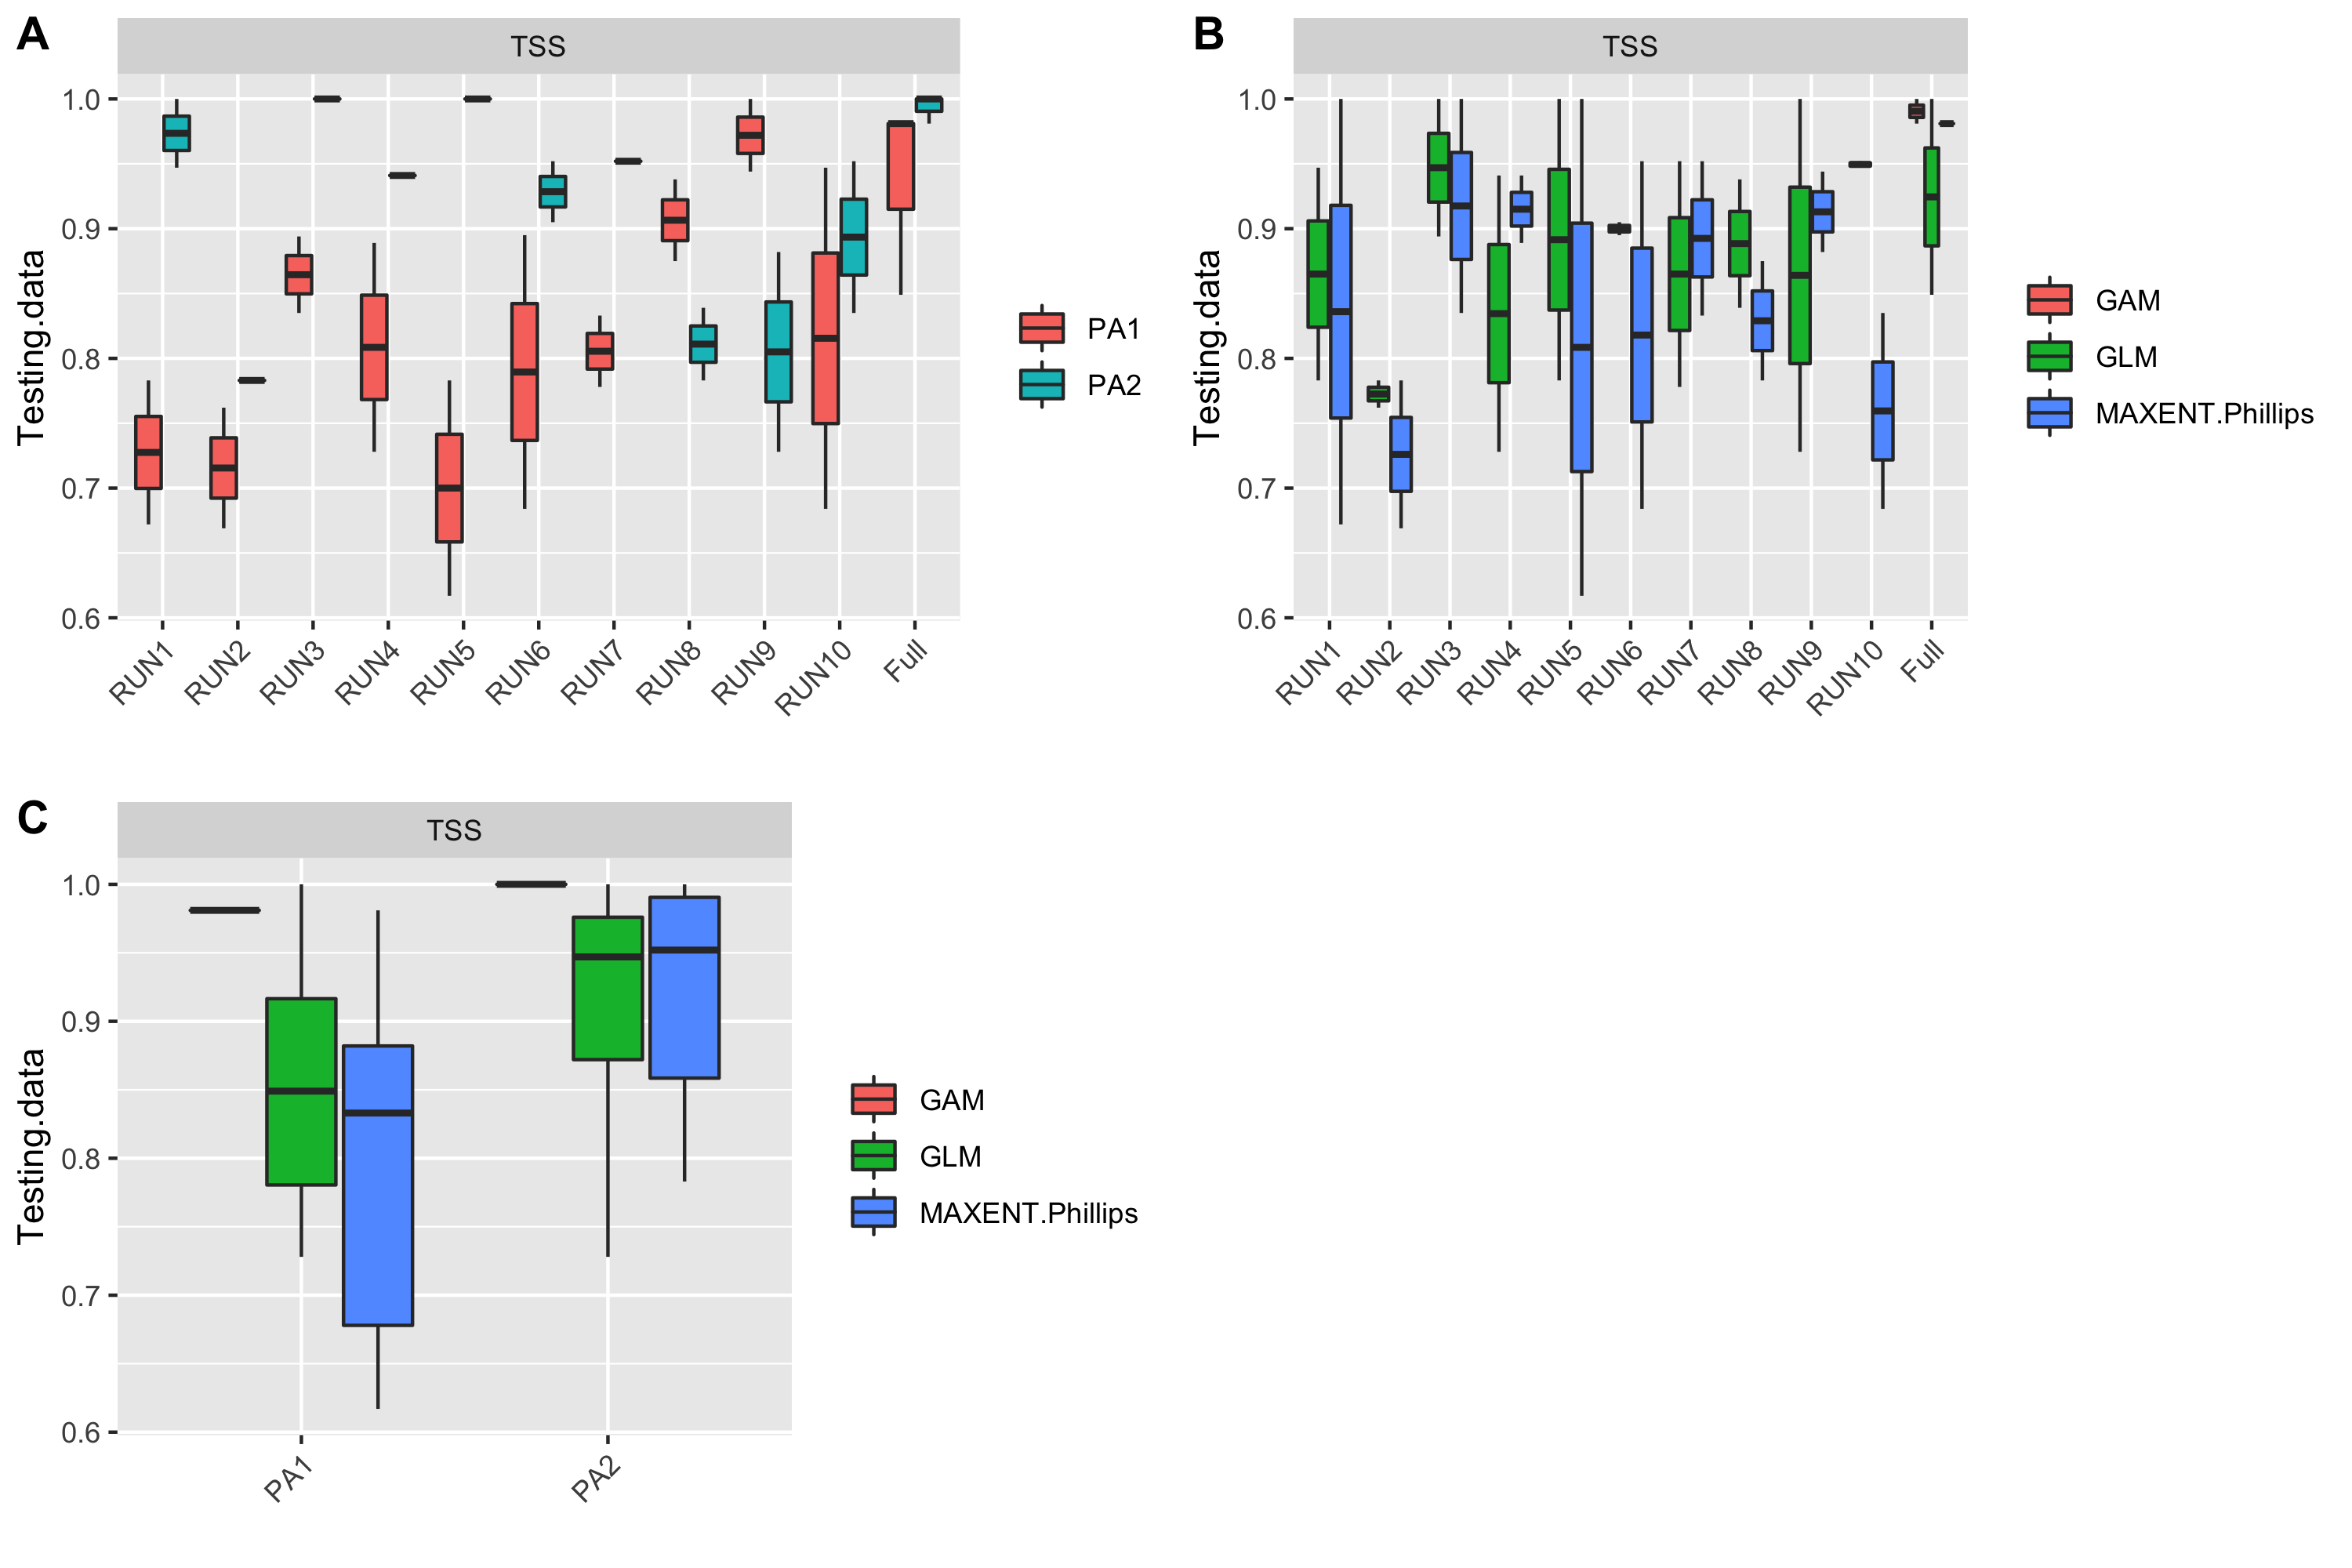 A
TSS
Testing.data
1.0
0.9
0.8
0.7
0.6
RUN1
RUN2
RUN3
RUN4
RUN5
RUN6
RUN7
RUN8
RUN9
RUN10
Full
PA1
PA2
B
TSS
Testing.data
1.0
0.9
0.8
0.7
0.6
RUN1
RUN2
RUN3
RUN4
RUN5
RUN6
RUN7
RUN8
RUN9
RUN10
Full
GAM
GLM
MAXENT.Phillips
C
TSS
Testing.data
1.0
0.9
0.8
0.7
0.6
PA1
PA2
GAM
GLM
MAXENT.Phillips